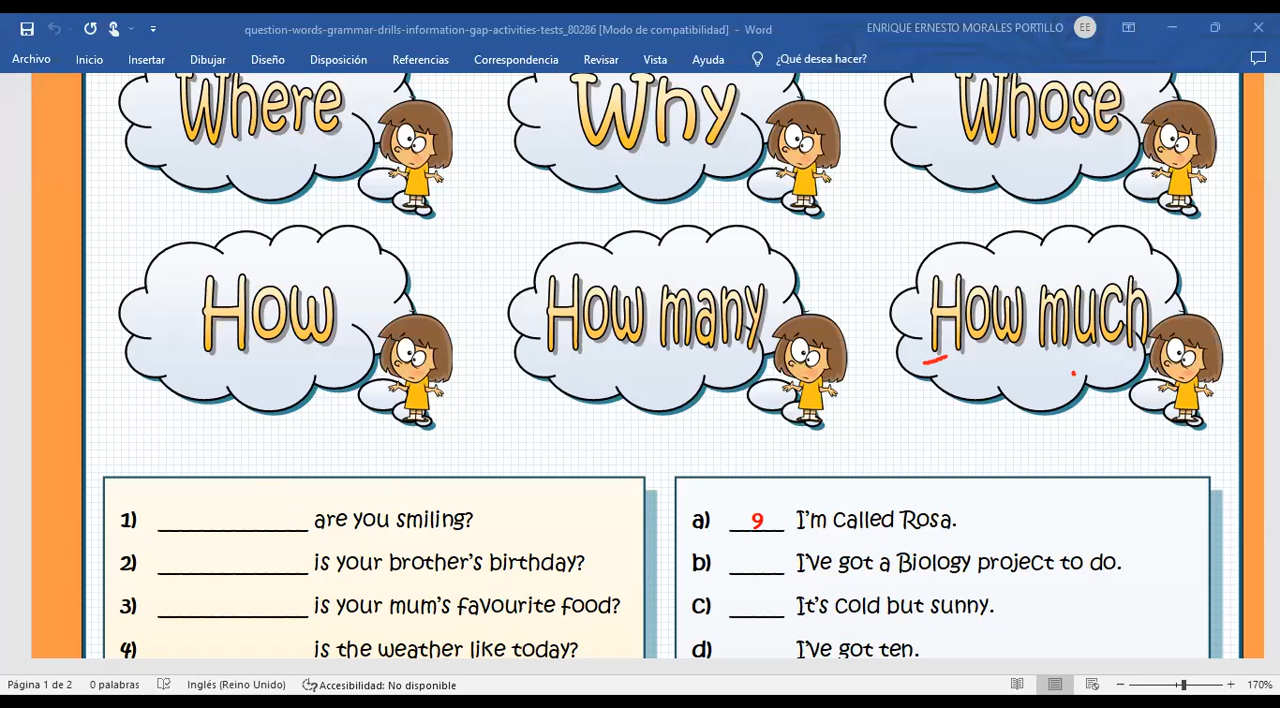 question-words-grammar-drills-information-gap-activities-tests_80286 [Modo de compatibilidad] - Word
ENRIQUE ERNESTO MORALES PORTILLO EE
Archivo Inicio Insertar Dibujar Diseño Disposición Referencias Correspondencia Revisar Vista Ayuda ¿Qué desea hacer?
Where Why Whose
How How many How much
1) ______________ are you smiling?
2) ______________ is your brother's birthday?
3) ______________ is your mum's favourite food?
4) is the weather like today?
a) __9__ I'm called Rosa.
b) _____ I've got a Biology project to do.
c) _____ It's cold but sunny.
d) I've got ten.
Página 1 de 2 0 palabras Inglés (Reino Unido) Accesibilidad: No disponible 170%